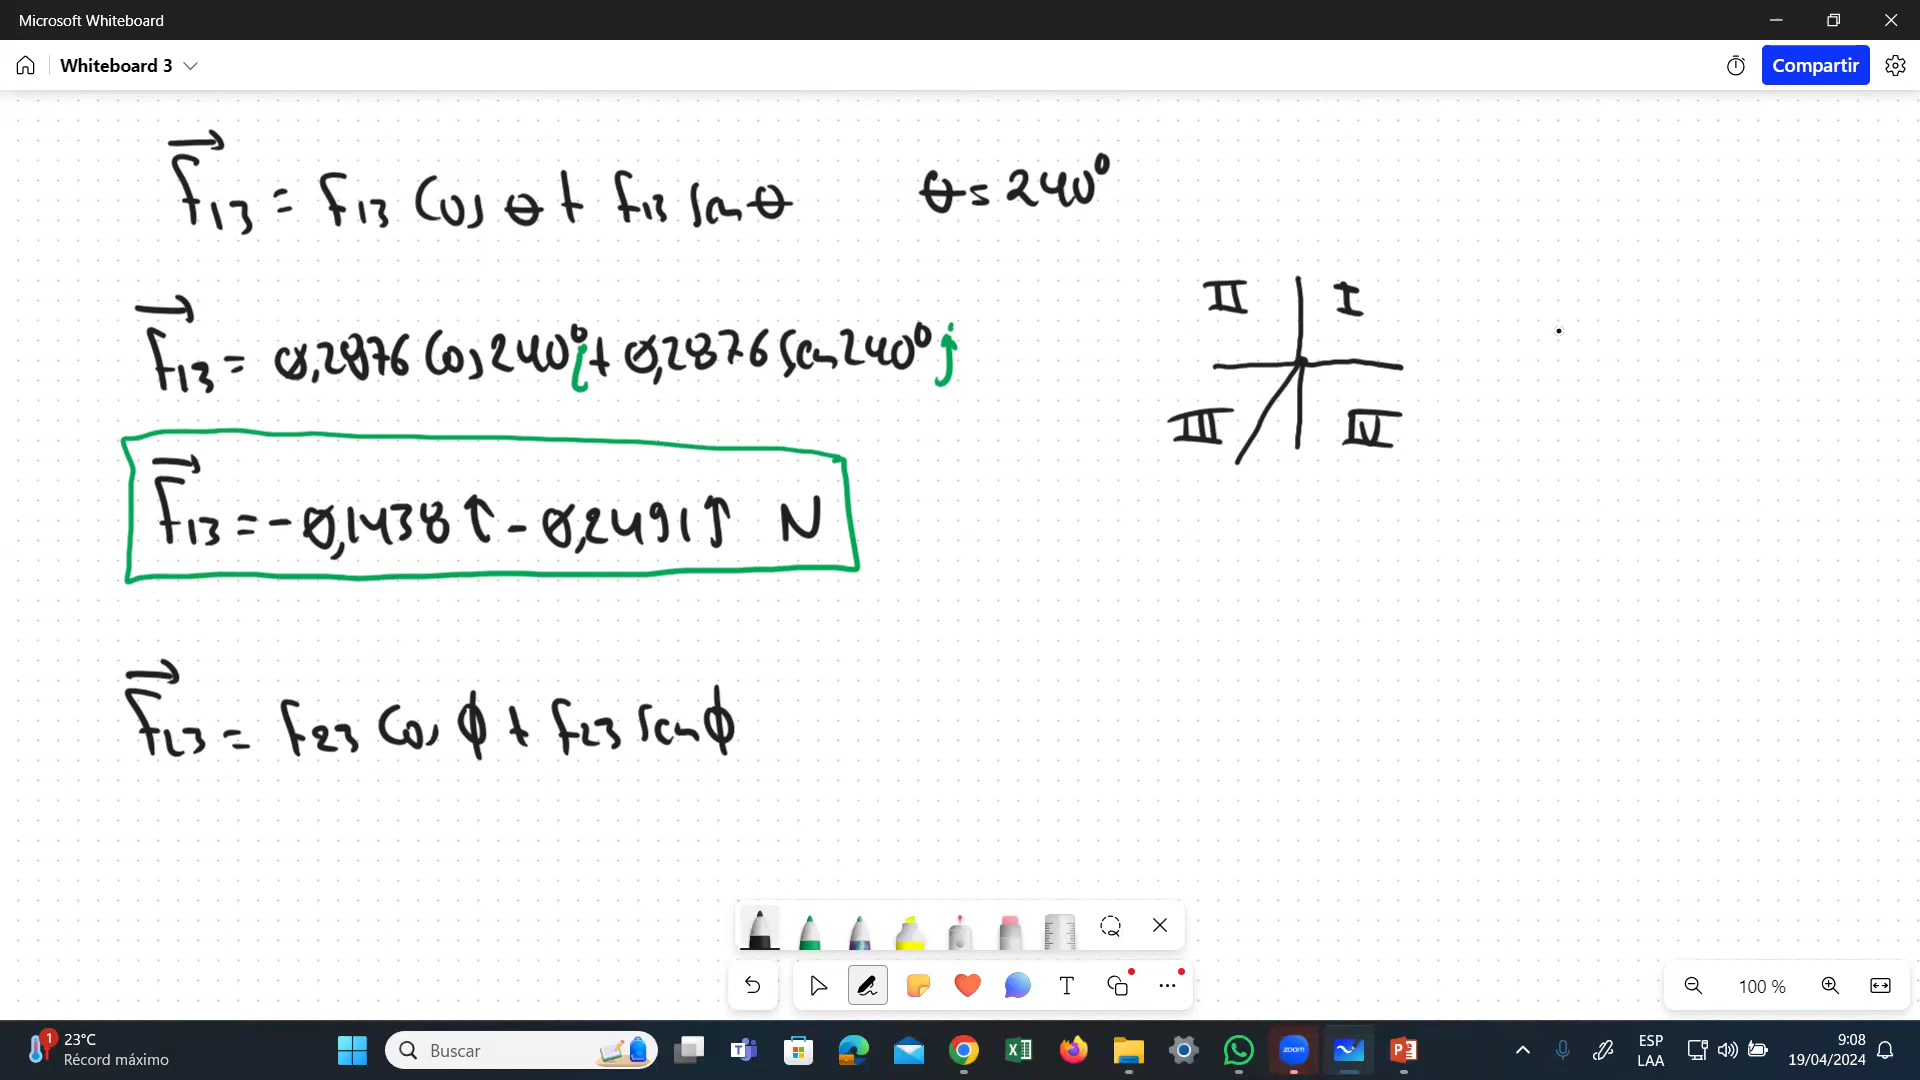 Microsoft Whiteboard
Whiteboard 3
Compartir
F₁₃ = F₁₃ Cos θ + F₁₃ Sen θ θ = 240°
F₁₃ = 0,2876 Cos 240° i + 0,2876 Sen 240° j
II I
III IV
F₁₃ = -0,1438 î - 0,2491 ĵ N
F₂₃ = F₂₃ Cos ϕ + F₂₃ Sen ϕ
T
100 %
1
23°C
Récord máximo
Buscar
zoom
ESP
LAA
9:08
19/04/2024